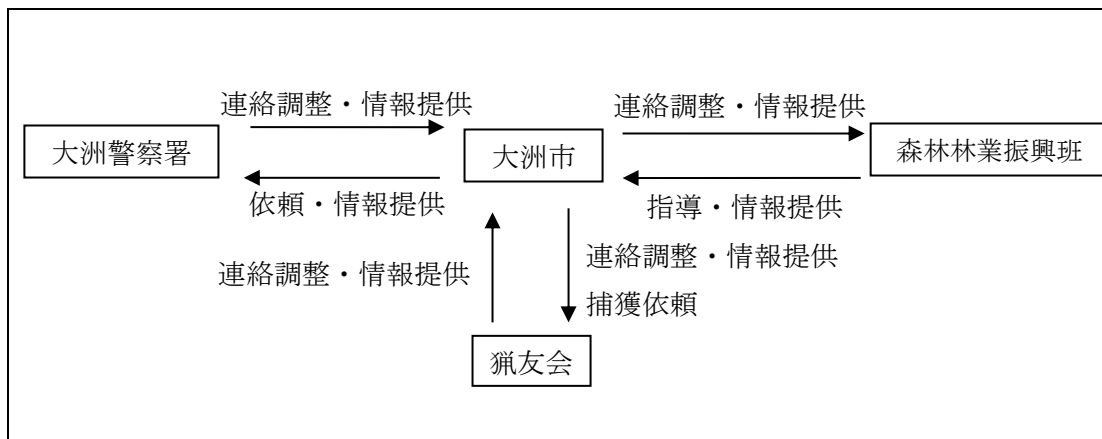 連絡調整・情報提供
連絡調整・情報提供
大洲警察署
大洲市
森林林業振興班
依頼・情報提供
指導・情報提供
連絡調整・情報提供
連絡調整・情報提供
捕獲依頼
猟友会